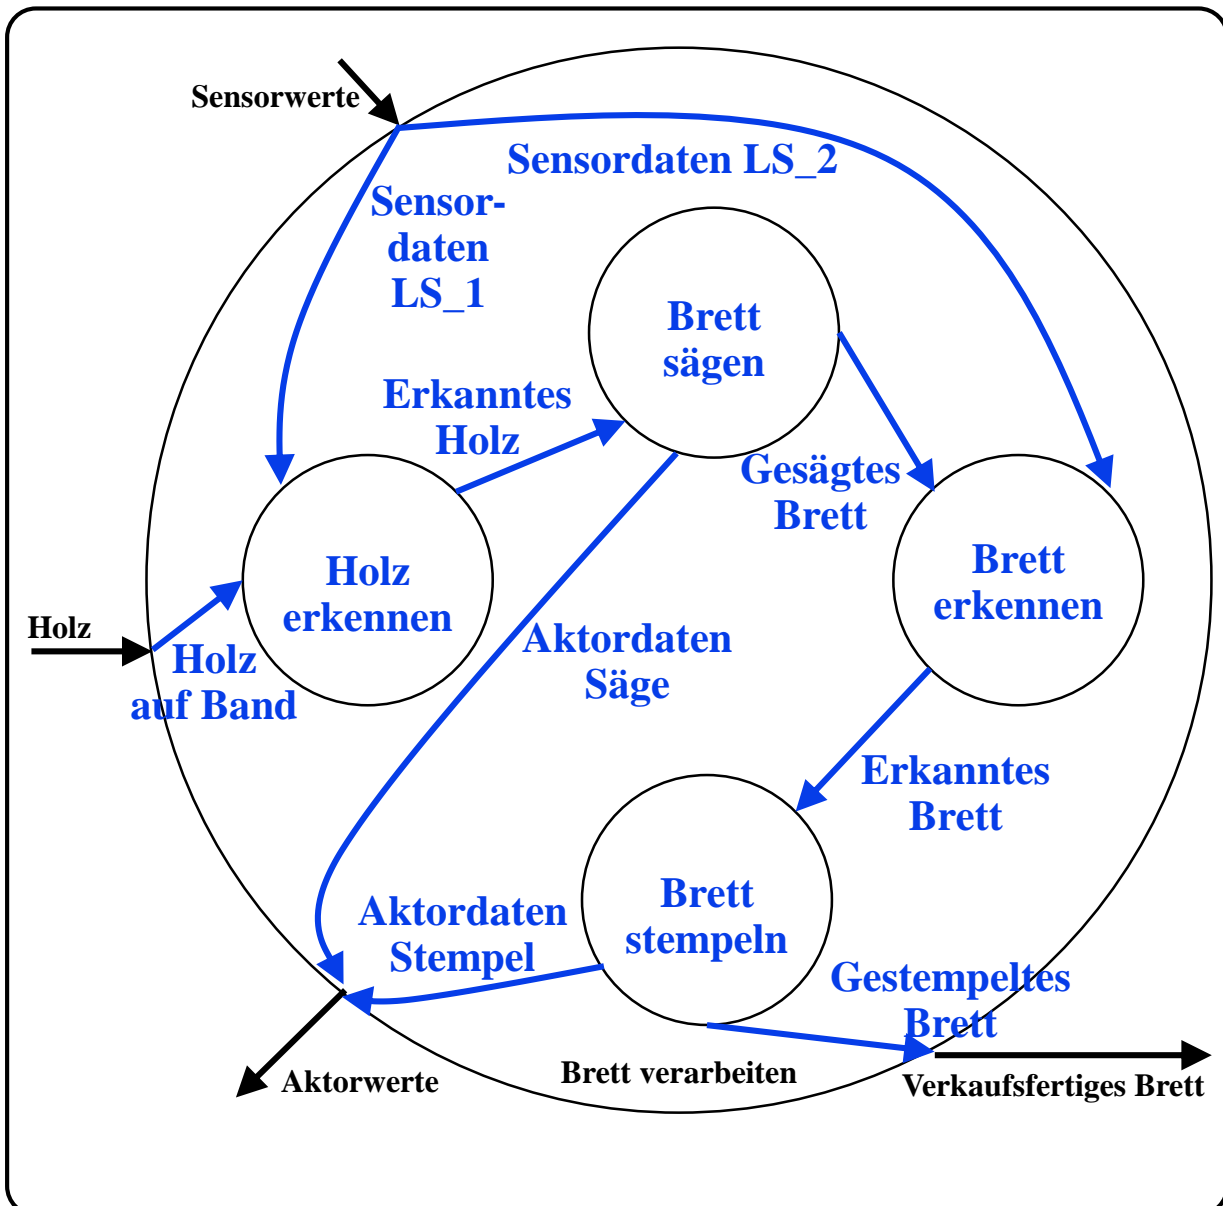 Sensorwerte
Sensordaten LS_2
Sensor-
daten
LS_1
Brett
sägen
Erkanntes
Holz
Gesägtes
Brett
Holz
erkennen
Brett
erkennen
Holz
Holz
auf Band
Aktordaten
Säge
Erkanntes
Brett
Brett
stempeln
Aktordaten
Stempel
Gestempeltes
Brett
Aktorwerte
Brett verarbeiten
Verkaufsfertiges Brett